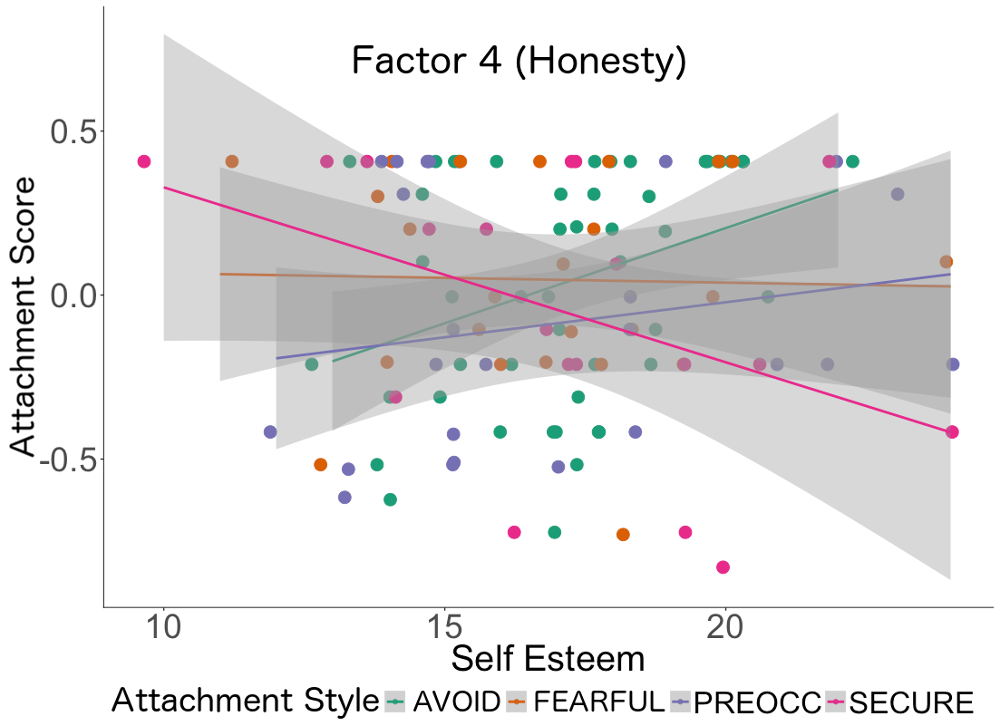 Factor 4 (Honesty)
Attachment Score
0.5
0.0
-0.5
10 15 20
Self Esteem
Attachment Style AVOID FEARFUL PREOCC SECURE